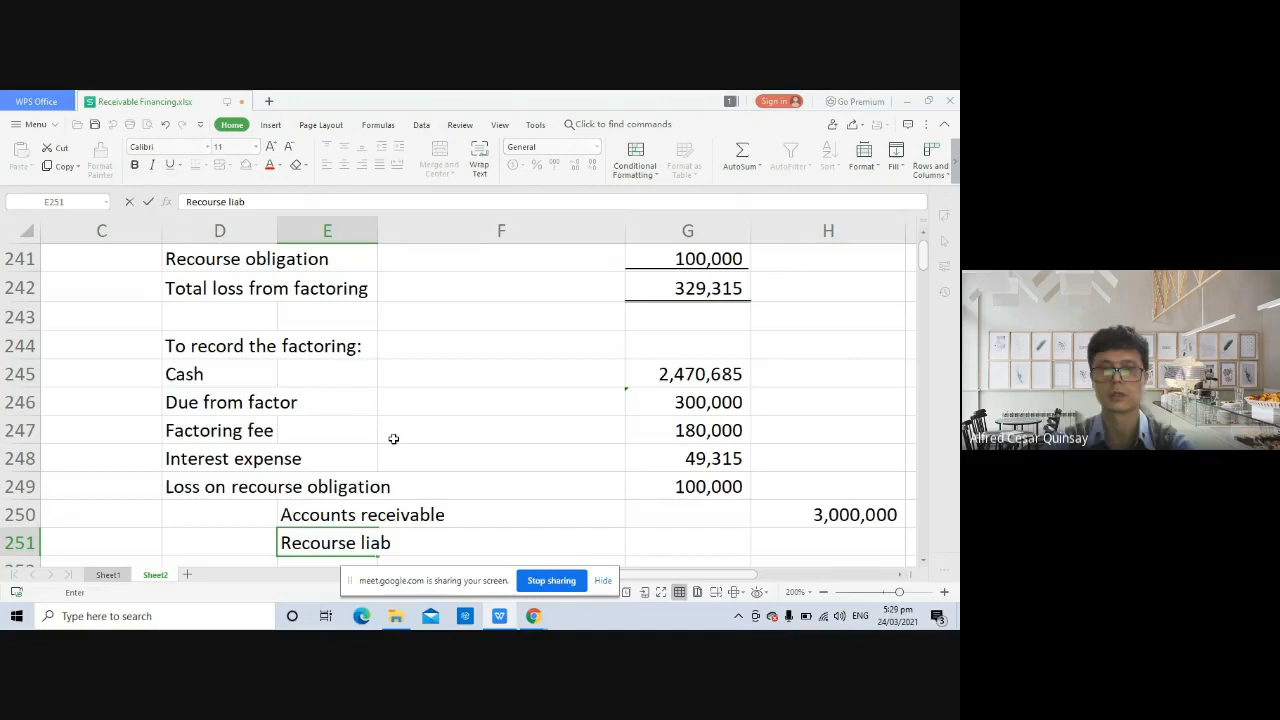 WPS Office Receivable Financing.xlsx + 1 Sign in Go Premium
Menu Home Insert Page Layout Formulas Data Review View Tools Click to find commands
Paste Cut Copy Format Painter Calibri 11 A+ A- B I U A Merge and Center Wrap Text General % 000 Conditional Formatting Format as Table AutoSum AutoFilter Sort Format Fill Rows and Columns
E251 fx Recourse liab
C D E F G H
241 Recourse obligation 100,000
242 Total loss from factoring 329,315
243
244 To record the factoring:
245 Cash 2,470,685
246 Due from factor 300,000
247 Factoring fee 180,000
248 Interest expense 49,315
249 Loss on recourse obligation 100,000
250 Accounts receivable 3,000,000
251 Recourse liab
Sheet1 Sheet2 +
meet.google.com is sharing your screen. Stop sharing Hide
Enter 200% − +
Type here to search ENG 5:29 pm 24/03/2021 3
Alfred Cesar Quinsay